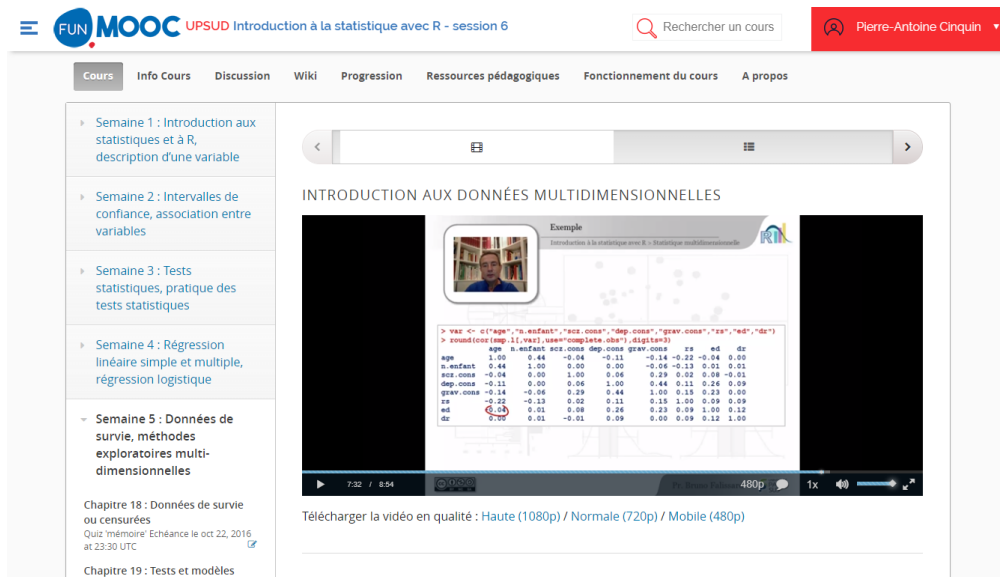 FUN MOOC UPSUD Introduction à la statistique avec R - session 6
Rechercher un cours
Pierre-Antoine Cinquin
Cours Info Cours Discussion Wiki Progression Ressources pédagogiques Fonctionnement du cours A propos
Semaine 1 : Introduction aux
statistiques et à R,
description d'une variable
Semaine 2 : Intervalles de
confiance, association entre
variables
Semaine 3 : Tests
statistiques, pratique des
tests statistiques
Semaine 4 : Régression
linéaire simple et multiple,
régression logistique
Semaine 5 : Données de
survie, méthodes
exploratoires multi-
dimensionnelles
Chapitre 18 : Données de survie
ou censurées
Quiz 'mémoire' Echéance le oct 22, 2016
at 23:30 UTC
Chapitre 19 : Tests et modèles
INTRODUCTION AUX DONNÉES MULTIDIMENSIONNELLES
Exemple
Introduction à la statistique avec R > Statistique multidimensionnelle
> var <- c("age","n.enfant","scz.cons","dep.cons","grav.cons","rs","ed","dr")
> round(cor(smp.l[,var],use="complete.obs"),digits=3)
age n.enfant scz.cons dep.cons grav.cons rs ed dr
age 1.00 0.44 -0.04 -0.11 -0.14 -0.22 -0.04 0.00
n.enfant 0.44 1.00 0.00 0.00 -0.06 -0.13 0.01 0.01
scz.cons -0.04 0.00 1.00 0.06 0.29 0.02 0.08 -0.01
dep.cons -0.11 0.00 0.06 1.00 0.44 0.11 0.26 0.09
grav.cons -0.14 -0.06 0.29 0.44 1.00 0.15 0.23 0.00
rs -0.22 -0.13 0.02 0.11 0.15 1.00 0.09 0.09
ed -0.04 0.01 0.08 0.26 0.23 0.09 1.00 0.12
dr 0.00 0.01 -0.01 0.09 0.00 0.09 0.12 1.00
7:32 / 8:54
480p 1x
Télécharger la vidéo en qualité : Haute (1080p) / Normale (720p) / Mobile (480p)